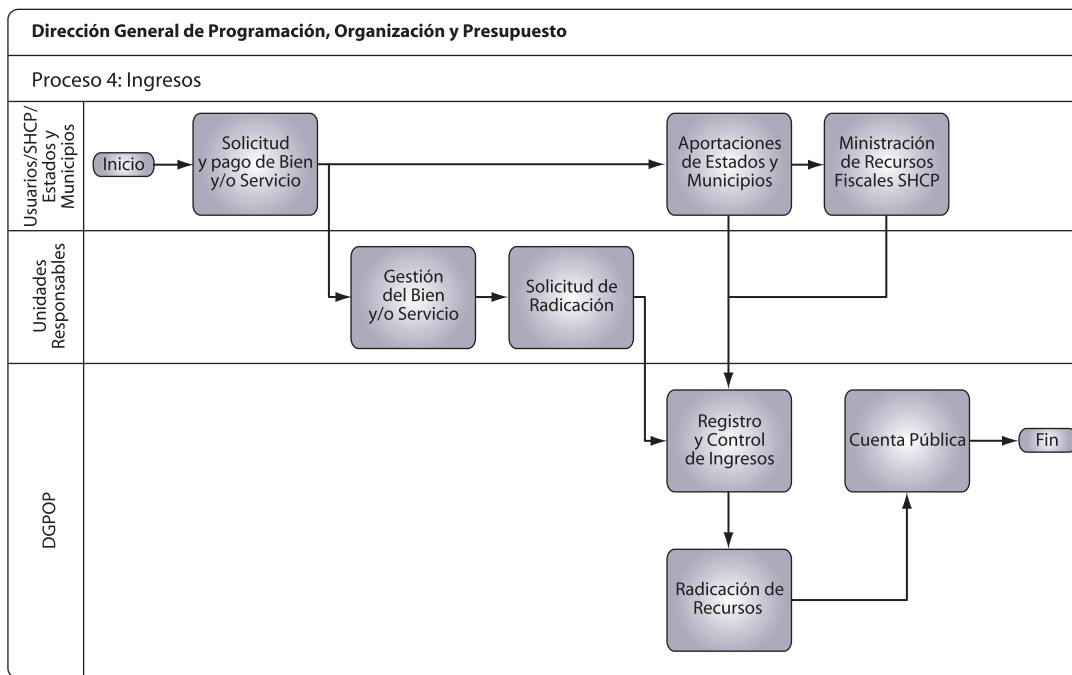 Dirección General de Programación, Organización y Presupuesto
Proceso 4: Ingresos
Usuarios/SHCP/
Estados y
Municipios
Inicio
Solicitud
y pago de Bien
y/o Servicio
Aportaciones
de Estados y
Municipios
Ministración
de Recursos
Fiscales SHCP
Unidades
Responsables
Gestión
del Bien
y/o Servicio
Solicitud de
Radicación
DGPOP
Registro
y Control
de Ingresos
Cuenta Pública
Fin
Radicación de
Recursos